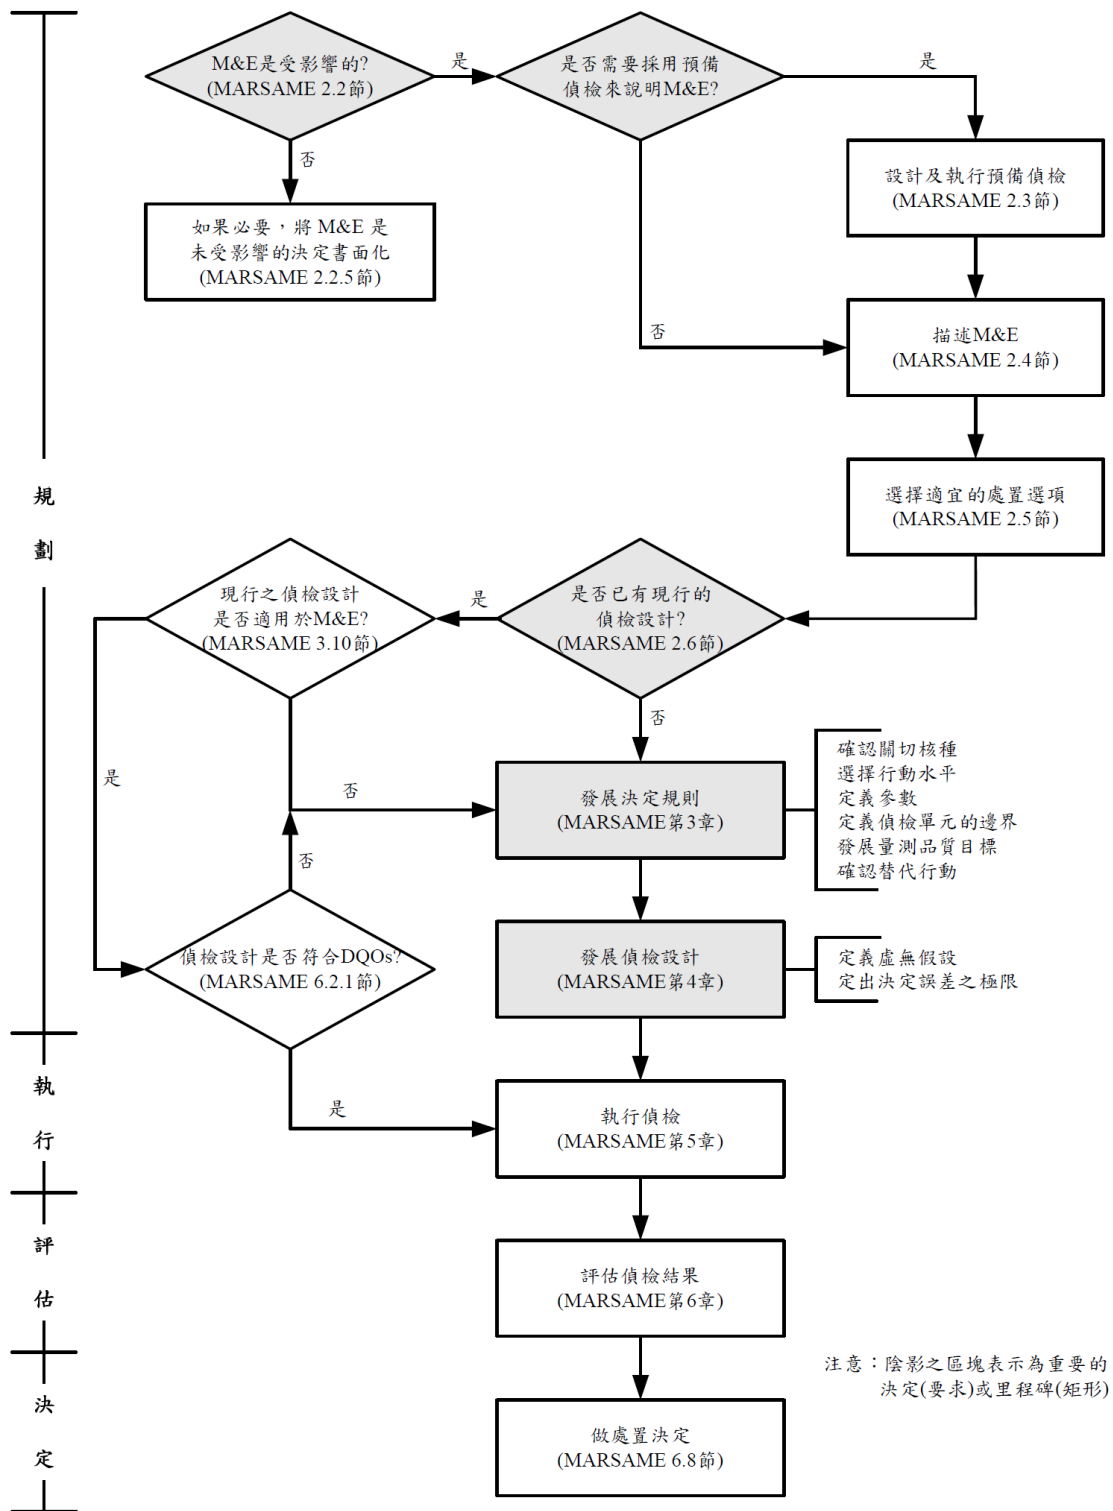 M&E是受影響的?
(MARSAME 2.2節)
是
是否需要採用預備
偵檢來說明M&E?
是
否
設計及執行預備偵檢
(MARSAME 2.3節)
如果必要，將 M&E 是
未受影響的決定書面化
(MARSAME 2.2.5節)
否
描述M&E
(MARSAME 2.4節)
選擇適宜的處置選項
(MARSAME 2.5節)
規
劃
現行之偵檢設計
是否適用於M&E?
(MARSAME 3.10節)
是
是否已有現行的
偵檢設計?
(MARSAME 2.6節)
否
是
否
發展決定規則
(MARSAME第3章)
確認關切核種
選擇行動水平
定義參數
定義偵檢單元的邊界
發展量測品質目標
確認替代行動
否
偵檢設計是否符合DQOs?
(MARSAME 6.2.1節)
發展偵檢設計
(MARSAME第4章)
定義虛無假設
定出決定誤差之極限
執
行
是
執行偵檢
(MARSAME第5章)
評
估
評估偵檢結果
(MARSAME第6章)
注意：陰影之區塊表示為重要的
決定(要求)或里程碑(矩形)
決
定
做處置決定
(MARSAME 6.8節)